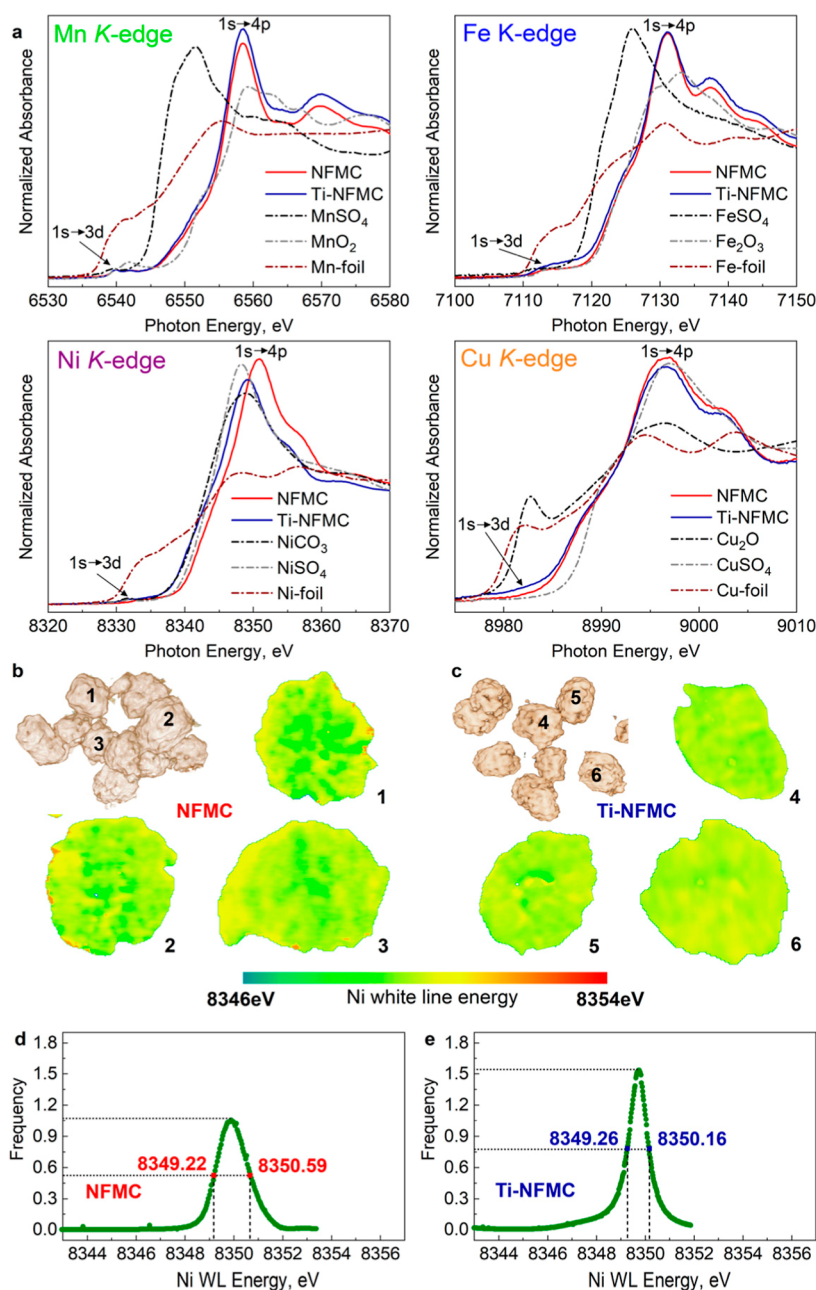 a
Mn K-edge
1s→4p
Normalized Absorbance
1s→3d
NFMC
Ti-NFMC
MnSO4
MnO2
Mn-foil
6530 6540 6550 6560 6570 6580
Photon Energy, eV
Fe K-edge
1s→4p
Normalized Absorbance
1s→3d
NFMC
Ti-NFMC
FeSO4
Fe2O3
Fe-foil
7100 7110 7120 7130 7140 7150
Photon Energy, eV
Ni K-edge
1s→4p
Normalized Absorbance
1s→3d
NFMC
Ti-NFMC
NiCO3
NiSO4
Ni-foil
8320 8330 8340 8350 8360 8370
Photon Energy, eV
Cu K-edge
1s→4p
Normalized Absorbance
1s→3d
NFMC
Ti-NFMC
Cu2O
CuSO4
Cu-foil
8980 8990 9000 9010
Photon Energy, eV
b
1
2
3
NFMC
1
2
3
c
5
4
6
Ti-NFMC
4
5
6
8346eV
Ni white line energy
8354eV
d
1.8
1.5
1.2
0.9
0.6
0.3
0.0
Frequency
8349.22
8350.59
NFMC
8344 8346 8348 8350 8352 8354 8356
Ni WL Energy, eV
e
1.8
1.5
1.2
0.9
0.6
0.3
0.0
Frequency
8349.26
8350.16
Ti-NFMC
8344 8346 8348 8350 8352 8354 8356
Ni WL Energy, eV